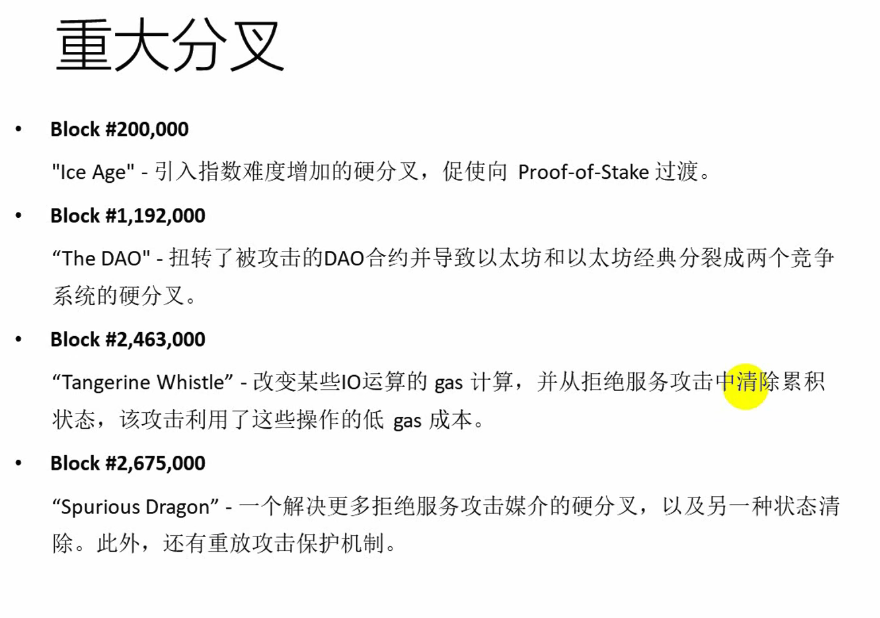 重大分叉
• Block #200,000
"Ice Age" - 引入指数难度增加的硬分叉，促使向 Proof-of-Stake 过渡。
• Block #1,192,000
“The DAO" - 扭转了被攻击的DAO合约并导致以太坊和以太坊经典分裂成两个竞争
系统的硬分叉。
• Block #2,463,000
“Tangerine Whistle” - 改变某些IO运算的 gas 计算，并从拒绝服务攻击中清除累积
状态，该攻击利用了这些操作的低 gas 成本。
• Block #2,675,000
“Spurious Dragon” - 一个解决更多拒绝服务攻击媒介的硬分叉，以及另一种状态清
除。此外，还有重放攻击保护机制。